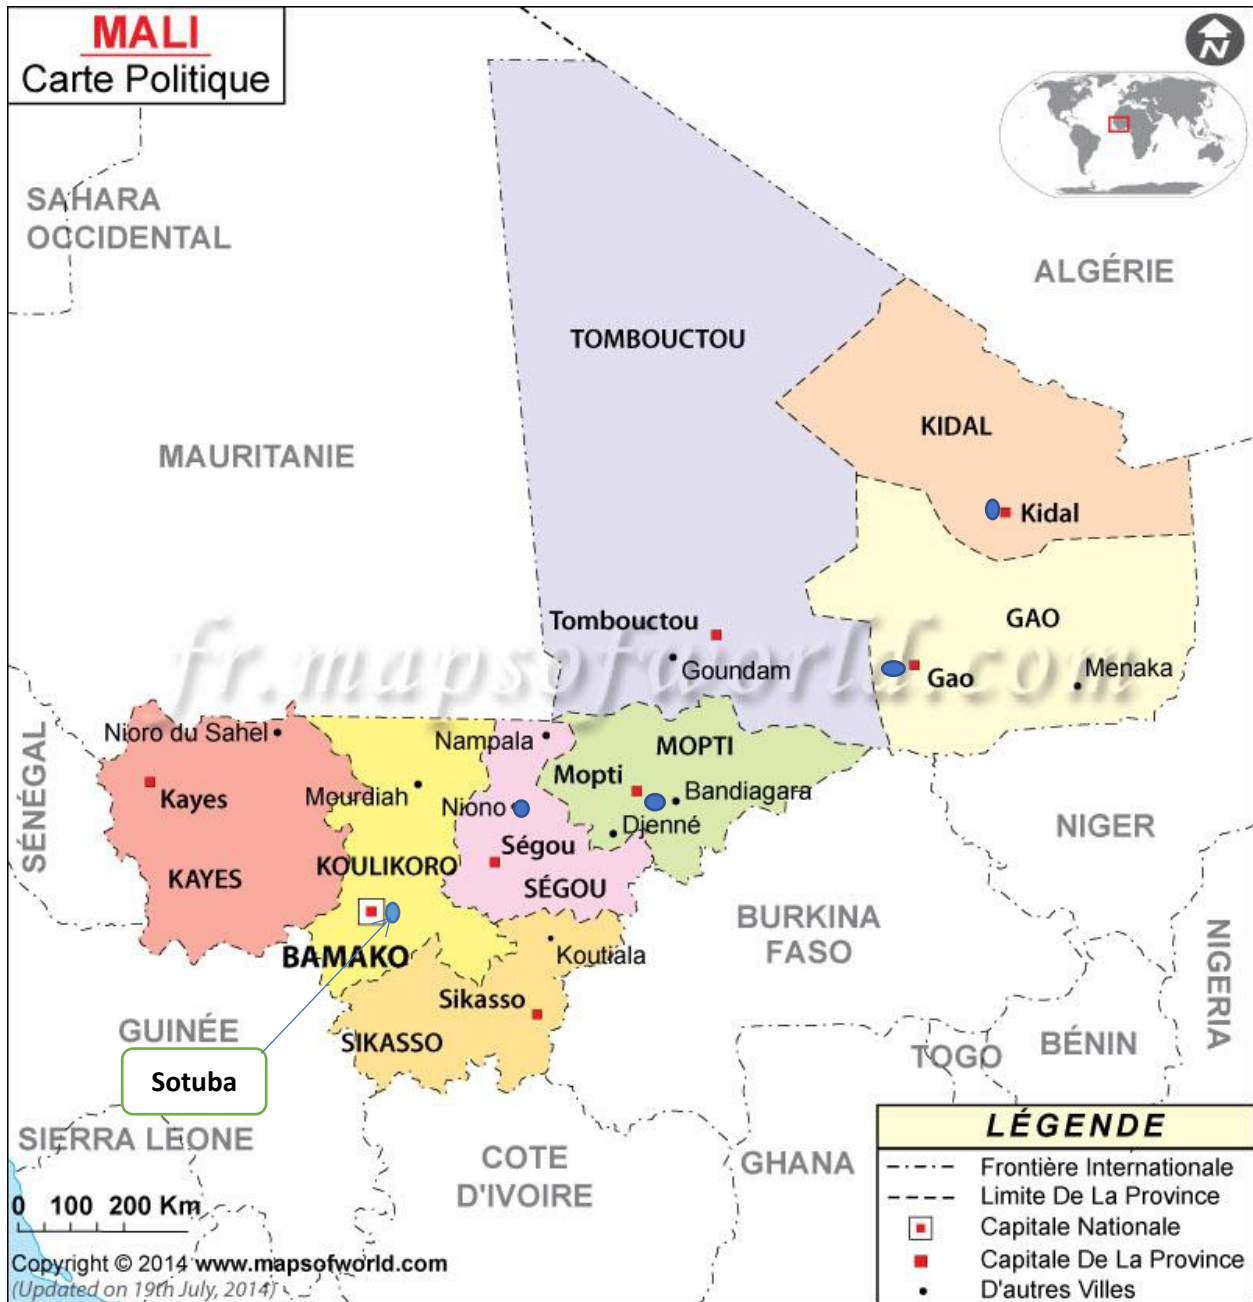 MALI
Carte Politique
N
SAHARA
OCCIDENTAL
ALGÉRIE
TOMBOUCTOU
KIDAL
MAURITANIE
Kidal
Tombouctou
GAO
fr.mapsofworld.com
Goundam
Gao
Menaka
Nioro du Sahel
Nampala
MOPTI
SÉNÉGAL
Kayes
Mopti
Mourdiah
Niono
Bandiagara
Djenné
NIGER
Ségou
KOULIKORO
KAYES
SÉGOU
BURKINA
FASO
NIGERIA
BAMAKO
Koutiala
Sikasso
GUINÉE
SIKASSO
BÉNIN
TOGO
Sotuba
SIERRA LEONE
COTE
D'IVOIRE
GHANA
LÉGENDE
Frontière Internationale
Limite De La Province
Capitale Nationale
Capitale De La Province
D'autres Villes
0 100 200 Km
Copyright © 2014 www.mapsofworld.com
(Updated on 19th July, 2014)